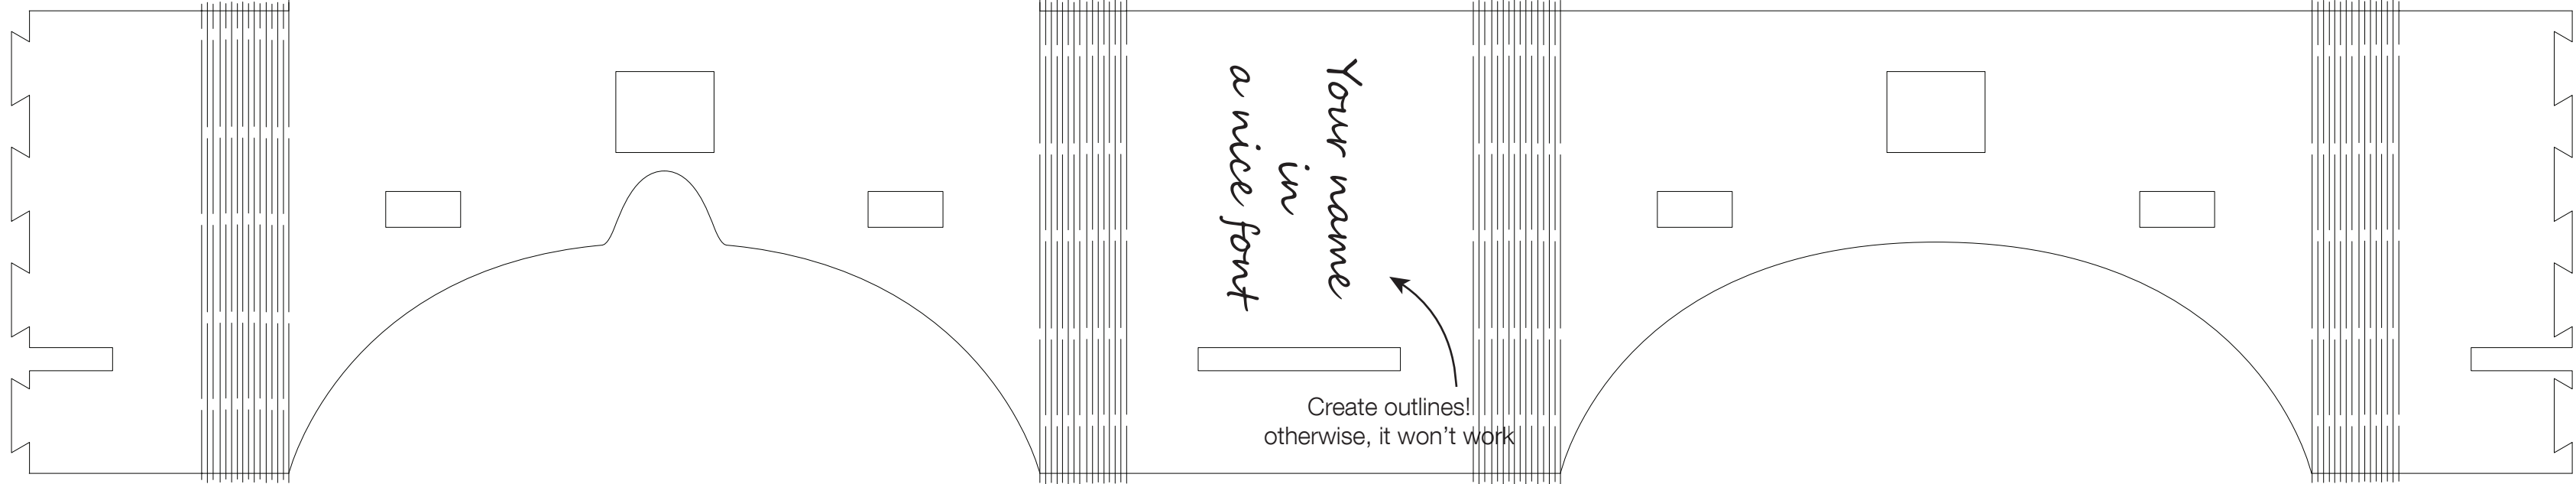 Your name
in
a nice font
Create outlines!
otherwise, it won't work